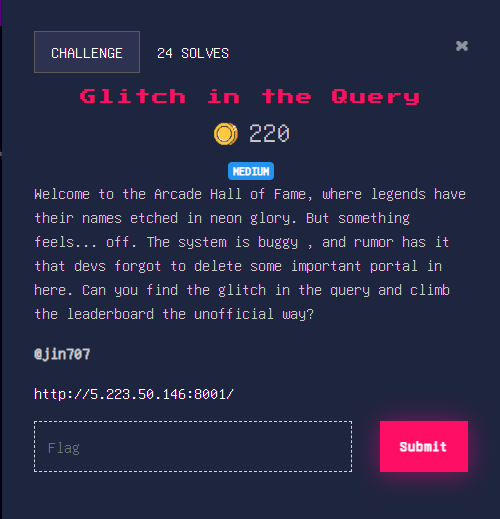 CHALLENGE
24 SOLVES
Glitch in the Query
220
MEDIUM
Welcome to the Arcade Hall of Fame, where legends have
their names etched in neon glory. But something
feels... off. The system is buggy , and rumor has it
that devs forgot to delete some important portal in
here. Can you find the glitch in the query and climb
the leaderboard the unofficial way?
@jin707
http://5.223.50.146:8001/
Flag
Submit